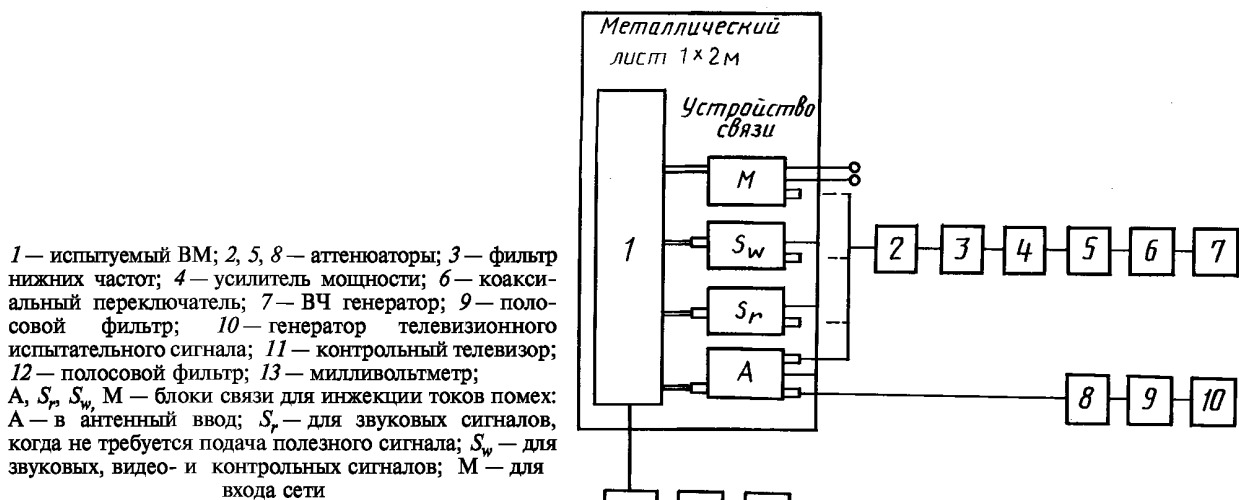 Металлический
лист 1×2м
Устройство
связи
М
1
S_w
S_r
А
2
3
4
5
6
7
8
9
10
1 — испытуемый ВМ; 2, 5, 8 — аттенюаторы; 3 — фильтр
нижних частот; 4 — усилитель мощности; 6 — коакси-
альный переключатель; 7 — ВЧ генератор; 9 — поло-
совой фильтр; 10 — генератор телевизионного
испытательного сигнала; 11 — контрольный телевизор;
12 — полосовой фильтр; 13 — милливольтметр;
А, S_r, S_w, М — блоки связи для инжекции токов помех:
А — в антенный ввод; S_r — для звуковых сигналов,
когда не требуется подача полезного сигнала; S_w — для
звуковых, видео- и контрольных сигналов; М — для
входа сети